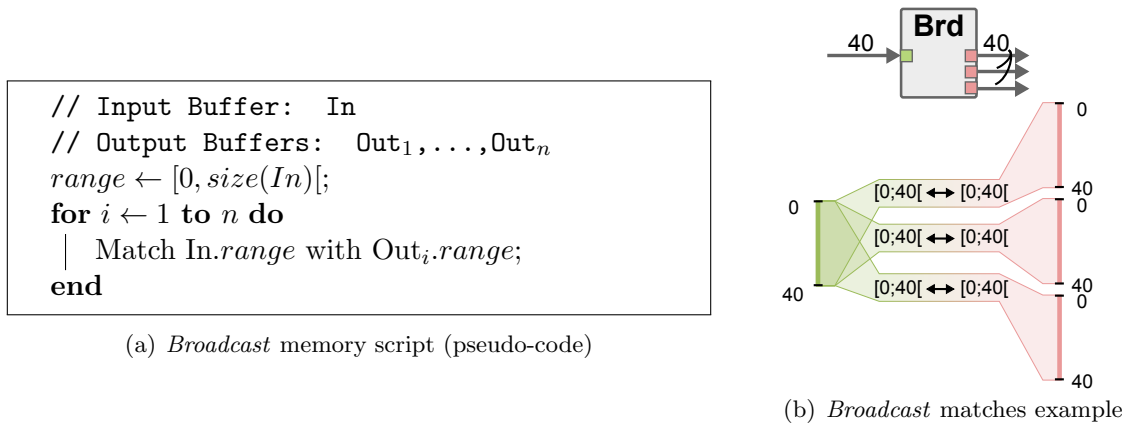 // Input Buffer: In
// Output Buffers: Out₁,...,Outₙ
range ← [0, size(In)[;
for i ← 1 to n do
Match In.range with Outᵢ.range;
end
(a) Broadcast memory script (pseudo-code)
Brd
40
40
0
40
[0;40[ ↔ [0;40[
[0;40[ ↔ [0;40[
[0;40[ ↔ [0;40[
0
40
0
40
0
40
(b) Broadcast matches example